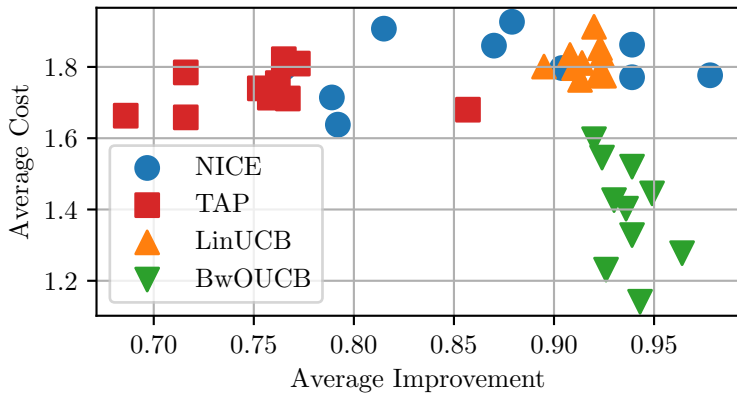 Average Cost
1.8
1.6
1.4
1.2
NICE
TAP
LinUCB
BwOUCB
0.70 0.75 0.80 0.85 0.90 0.95
Average Improvement